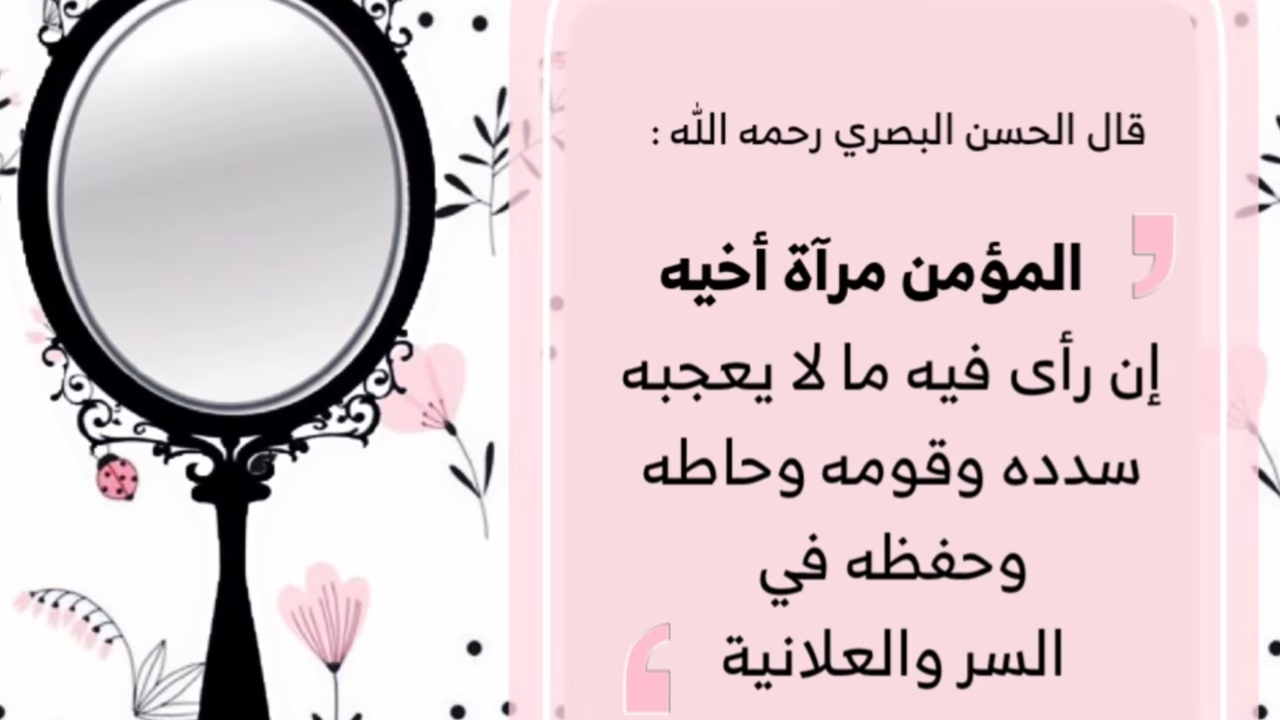 قال الحسن البصري رحمه الله :
المؤمن مرآة أخيه
إن رأى فيه ما لا يعجبه
سدده وقومه وحاطه
وحفظه في
السر والعلانية